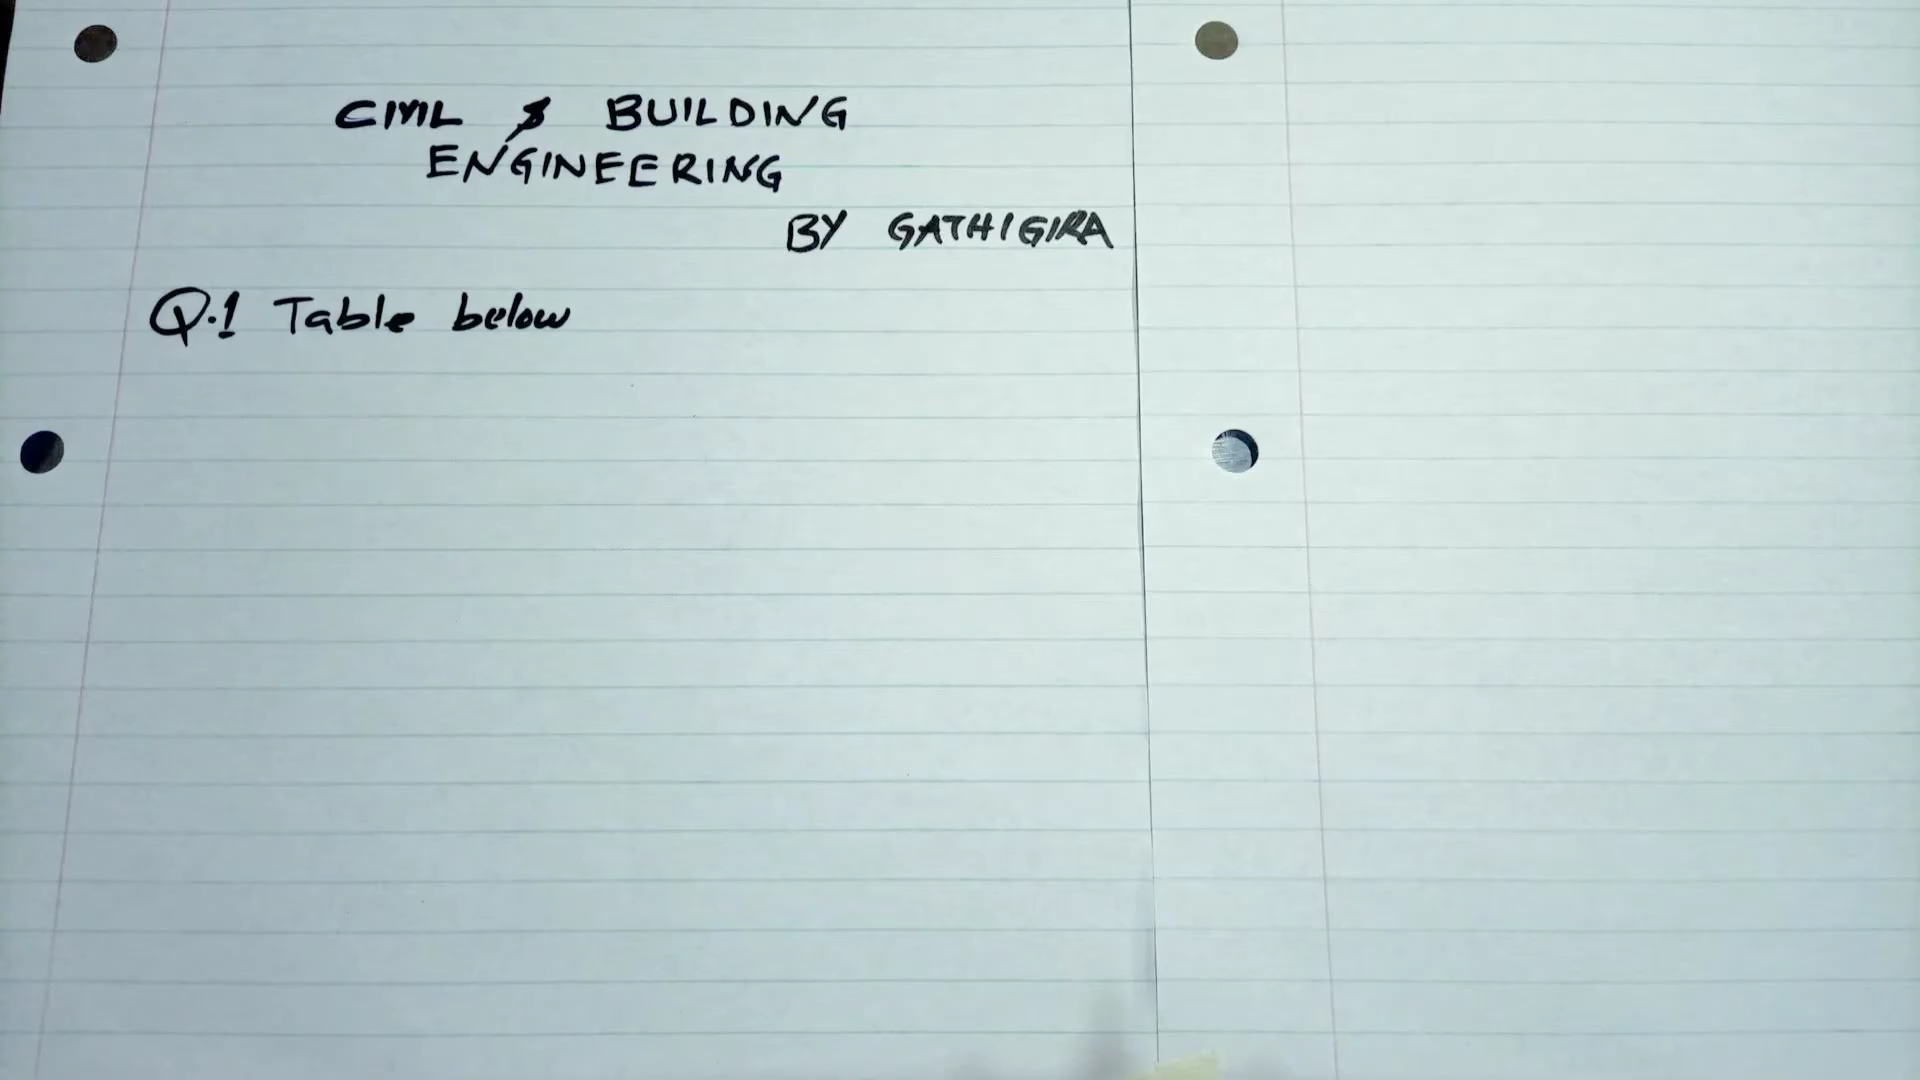 CIVIL & BUILDING
ENGINEERING
BY GATHIGIRA
Q.1 Table below